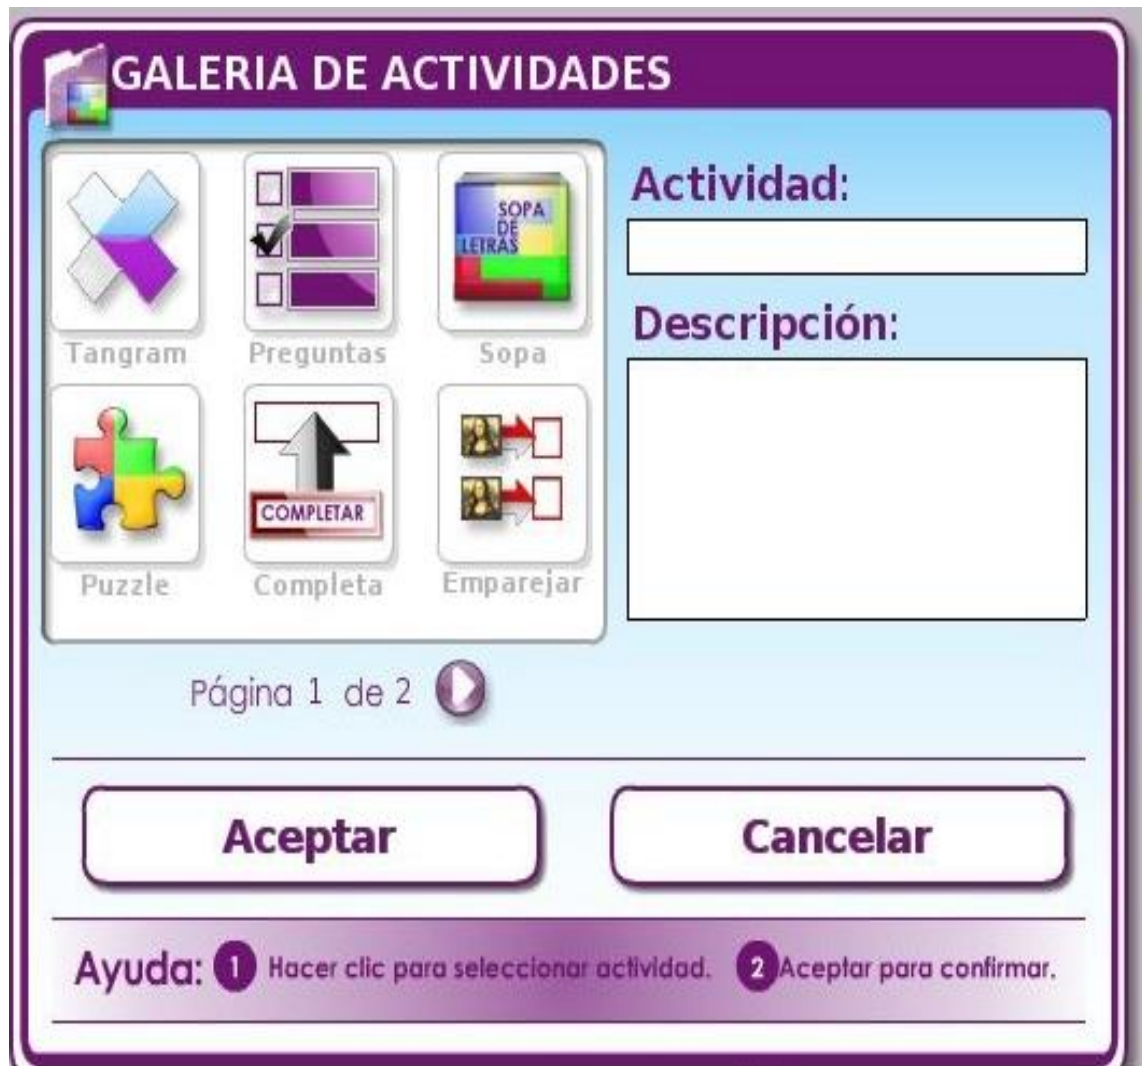 GALERIA DE ACTIVIDADES
SOPA
DE
LETRAS
Tangram
Preguntas
Sopa
COMPLETAR
Puzzle
Completa
Emparejar
Página 1 de 2
Actividad:
Descripción:
Aceptar
Cancelar
Ayuda: 1 Hacer clic para seleccionar actividad. 2 Aceptar para confirmar.